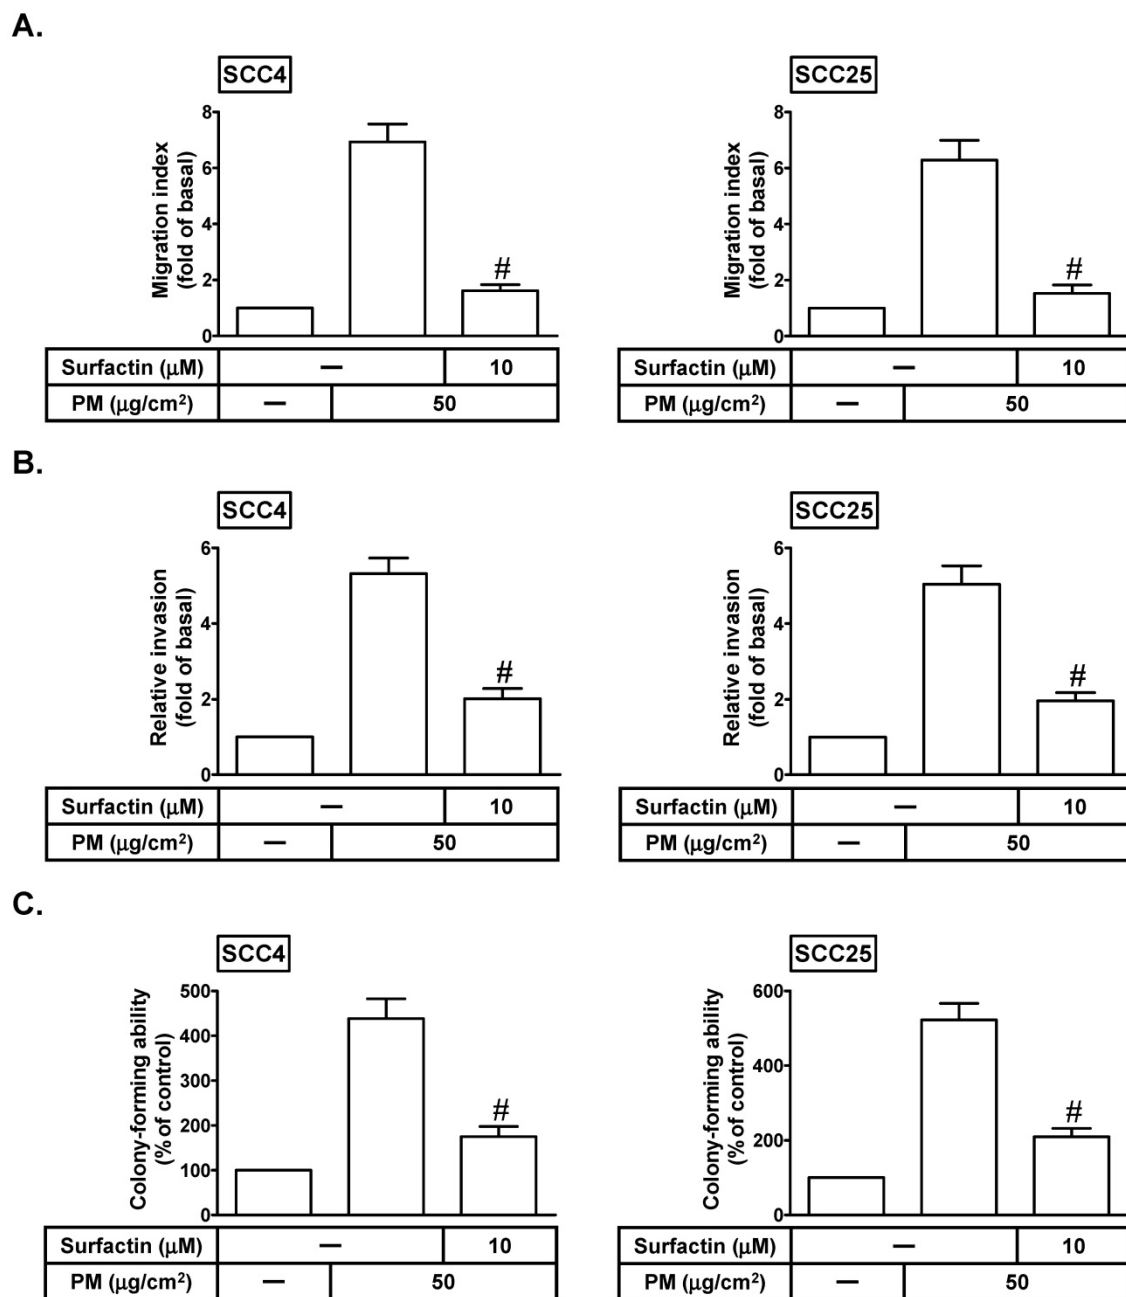 A.
SCC4
Migration index
(fold of basal)
8
6
4
2
0
#
Surfactin (μM) — 10
PM (μg/cm²) — 50
SCC25
Migration index
(fold of basal)
8
6
4
2
0
#
Surfactin (μM) — 10
PM (μg/cm²) — 50
B.
SCC4
Relative invasion
(fold of basal)
6
4
2
0
#
Surfactin (μM) — 10
PM (μg/cm²) — 50
SCC25
Relative invasion
(fold of basal)
6
4
2
0
#
Surfactin (μM) — 10
PM (μg/cm²) — 50
C.
SCC4
Colony-forming ability
(% of control)
500
400
300
200
100
0
#
Surfactin (μM) — 10
PM (μg/cm²) — 50
SCC25
Colony-forming ability
(% of control)
600
400
200
0
#
Surfactin (μM) — 10
PM (μg/cm²) — 50